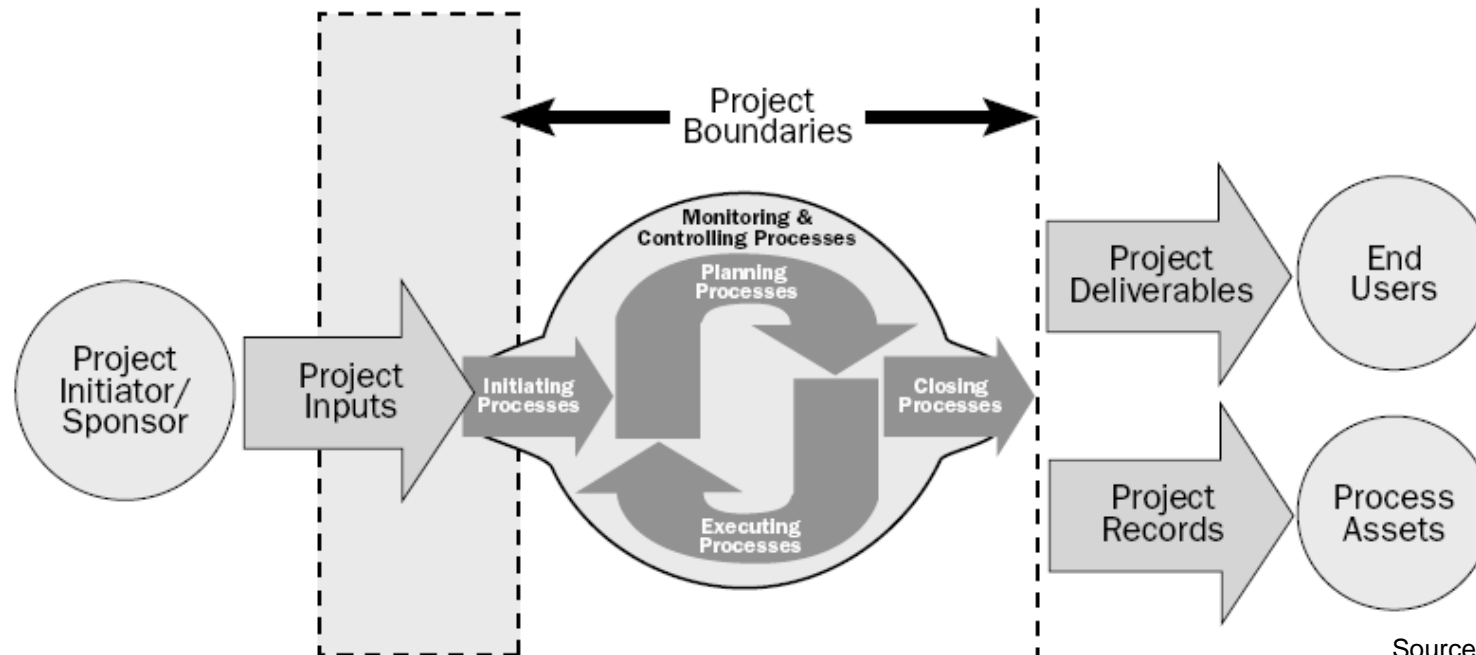 Project
Boundaries
Monitoring &
Controlling Processes
Planning
Processes
Project
Initiator/
Sponsor
Project
Inputs
Initiating
Processes
Closing
Processes
Executing
Processes
Project
Deliverables
End
Users
Project
Records
Process
Assets
Source